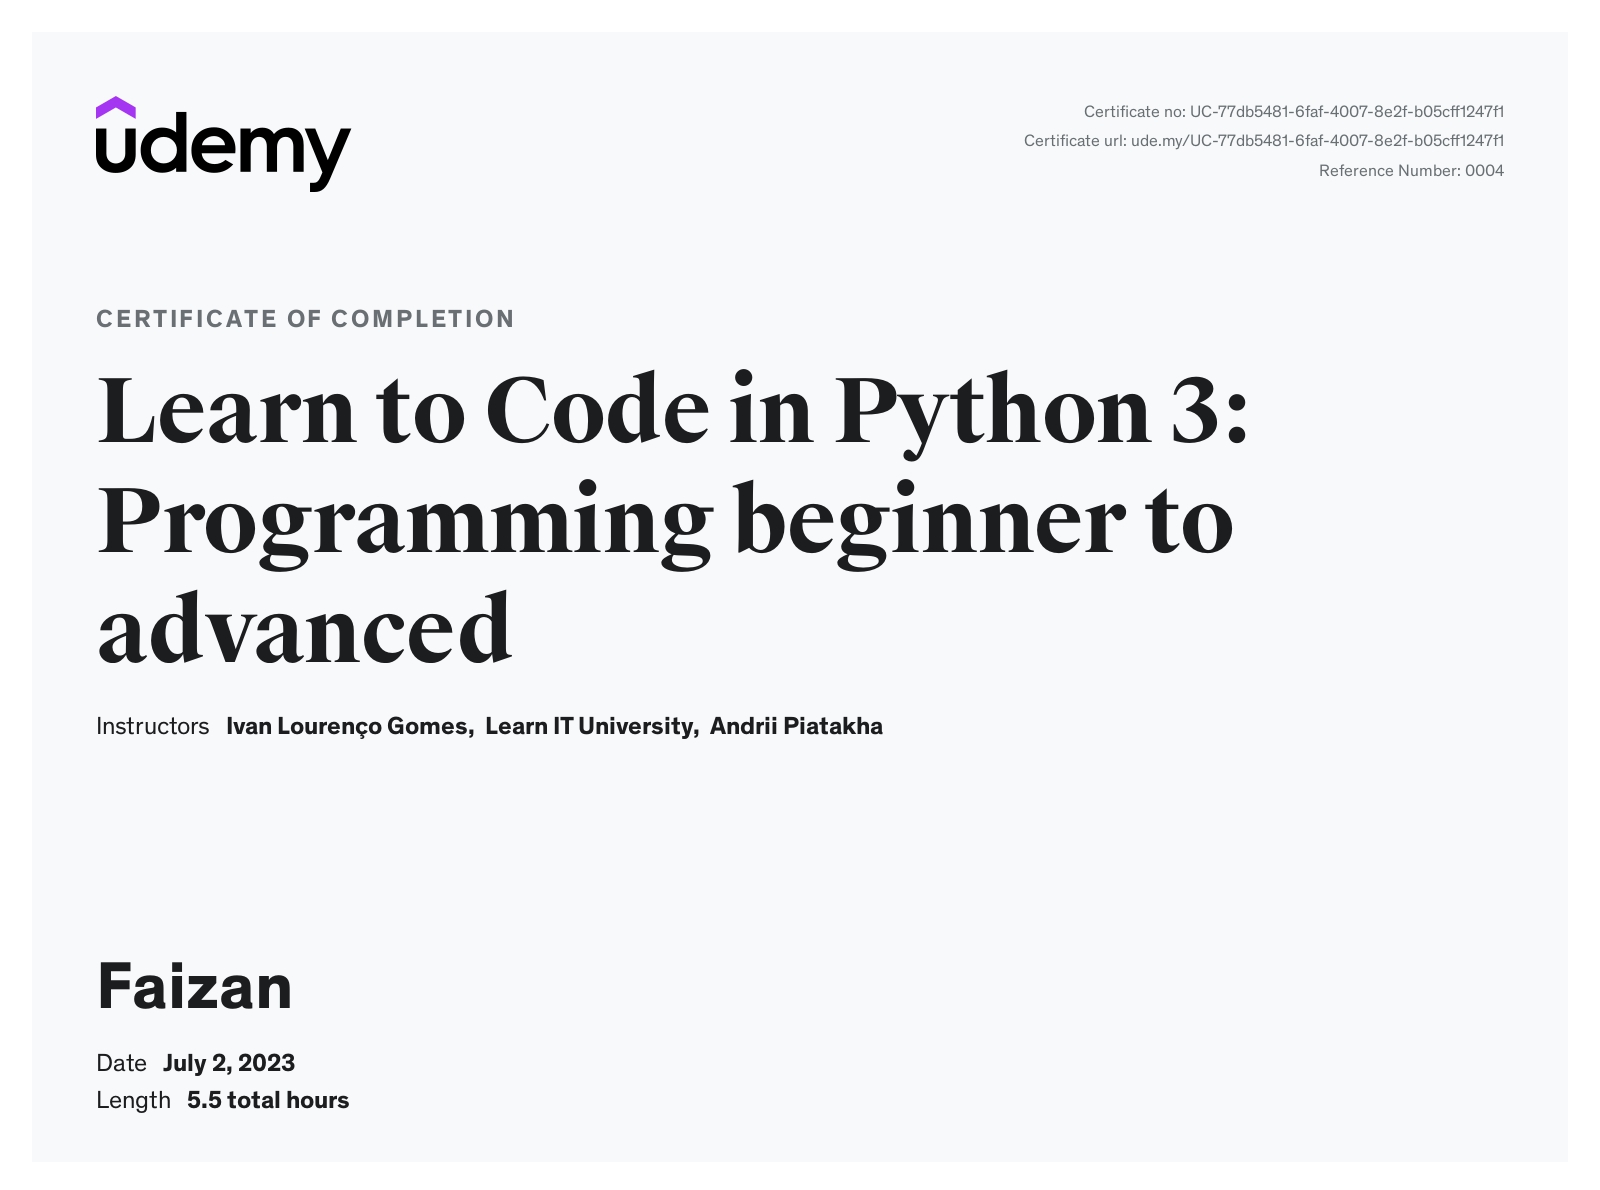 udemy
Certificate no: UC-77db5481-6faf-4007-8e2f-b05cff1247f1
Certificate url: ude.my/UC-77db5481-6faf-4007-8e2f-b05cff1247f1
Reference Number: 0004
CERTIFICATE OF COMPLETION
Learn to Code in Python 3:
Programming beginner to
advanced
Instructors Ivan Lourenço Gomes, Learn IT University, Andrii Piatakha
Faizan
Date July 2, 2023
Length 5.5 total hours